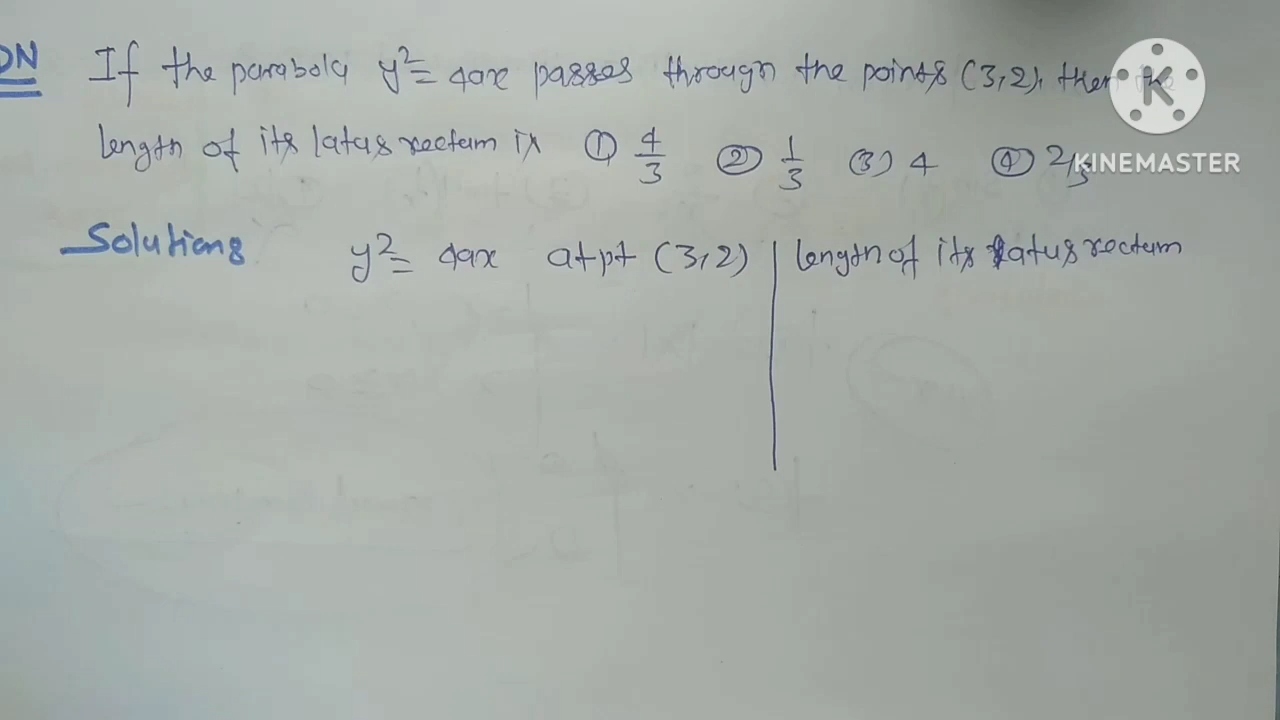 QN If the parabola y²= 4ax passes through the points (3,2), then the
length of its latus rectum is ① 4/3 ② 1/3 (3) 4 ④ 2/3
K
KINEMASTER
Solutions y²= 4ax at pt (3,2) length of its latus rectum